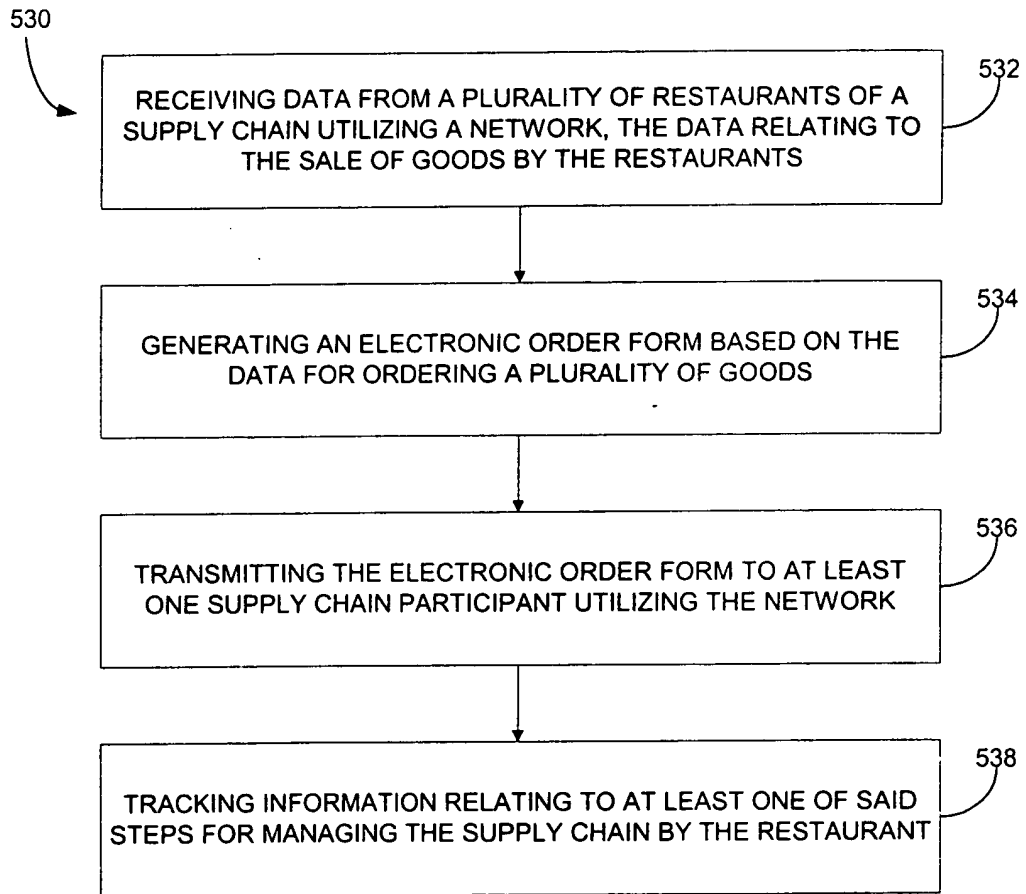 530
532
RECEIVING DATA FROM A PLURALITY OF RESTAURANTS OF A
SUPPLY CHAIN UTILIZING A NETWORK, THE DATA RELATING TO
THE SALE OF GOODS BY THE RESTAURANTS
534
GENERATING AN ELECTRONIC ORDER FORM BASED ON THE
DATA FOR ORDERING A PLURALITY OF GOODS
536
TRANSMITTING THE ELECTRONIC ORDER FORM TO AT LEAST
ONE SUPPLY CHAIN PARTICIPANT UTILIZING THE NETWORK
538
TRACKING INFORMATION RELATING TO AT LEAST ONE OF SAID
STEPS FOR MANAGING THE SUPPLY CHAIN BY THE RESTAURANT